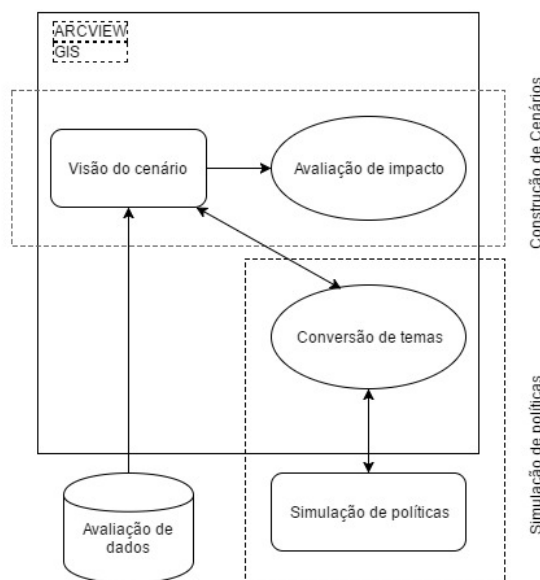 ARCVIEW
GIS
Construção de Cenários
Visão do cenário
Avaliação de impacto
Conversão de temas
Simulação de políticas
Simulação de políticas
Avaliação de
dados